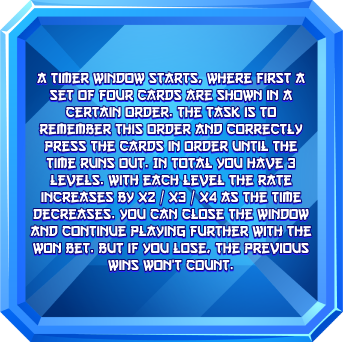 A TIMER WINDOW STARTS, WHERE FIRST A
SET OF FOUR CARDS ARE SHOWN IN A
CERTAIN ORDER. THE TASK IS TO
REMEMBER THIS ORDER AND CORRECTLY
PRESS THE CARDS IN ORDER UNTIL THE
TIME RUNS OUT. IN TOTAL YOU HAVE 3
LEVELS. WITH EACH LEVEL THE RATE
INCREASES BY X2 / X3 / X4 AS THE TIME
DECREASES. YOU CAN CLOSE THE WINDOW
AND CONTINUE PLAYING FURTHER WITH THE
WON BET. BUT IF YOU LOSE, THE PREVIOUS
WINS WON'T COUNT.